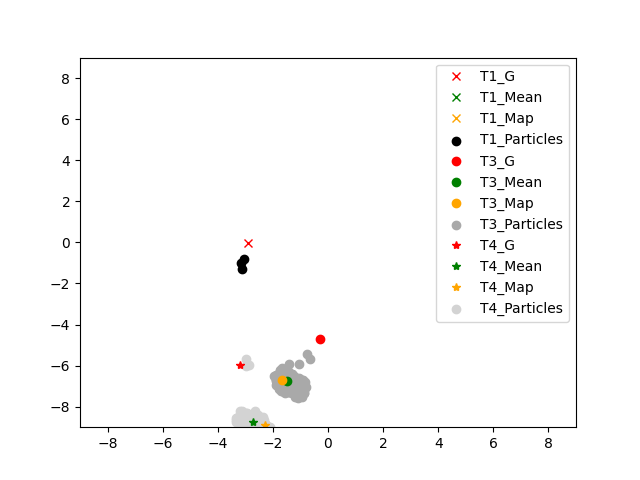 8
6
4
2
0
−2
−4
−6
−8
−8
−6
−4
−2
0
2
4
6
8
T1_G
T1_Mean
T1_Map
T1_Particles
T3_G
T3_Mean
T3_Map
T3_Particles
T4_G
T4_Mean
T4_Map
T4_Particles